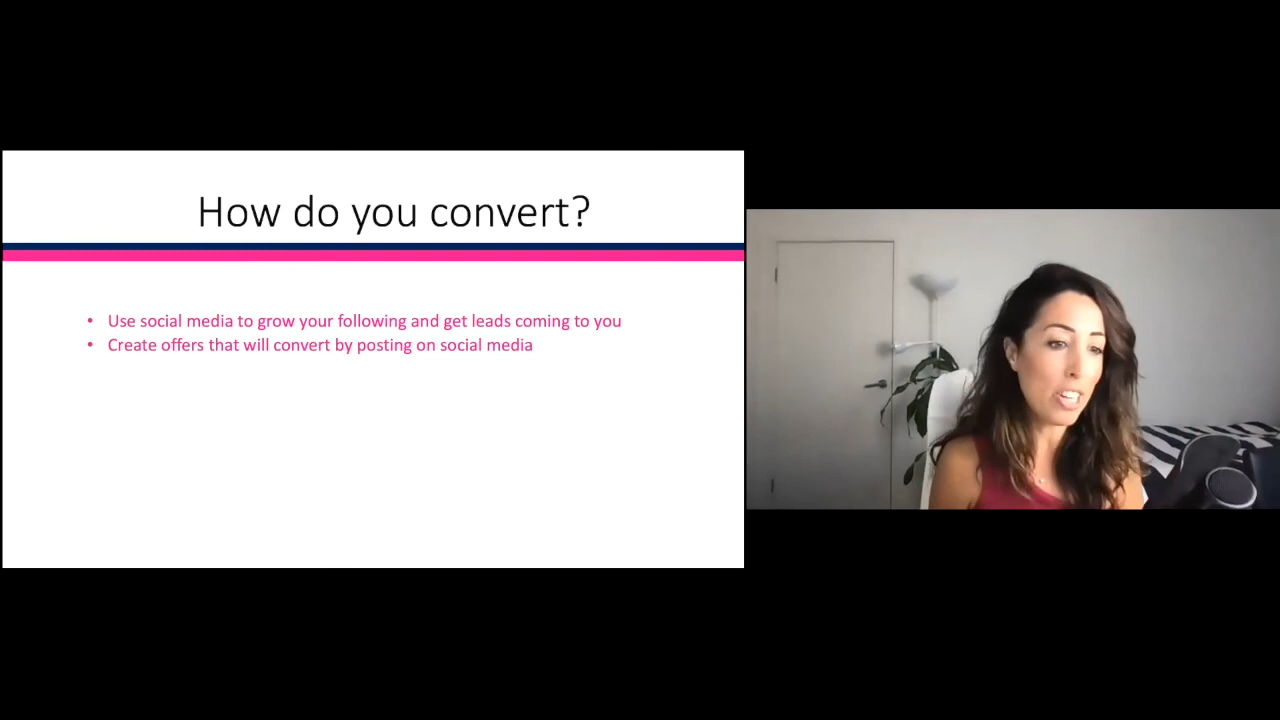 How do you convert?
• Use social media to grow your following and get leads coming to you
• Create offers that will convert by posting on social media